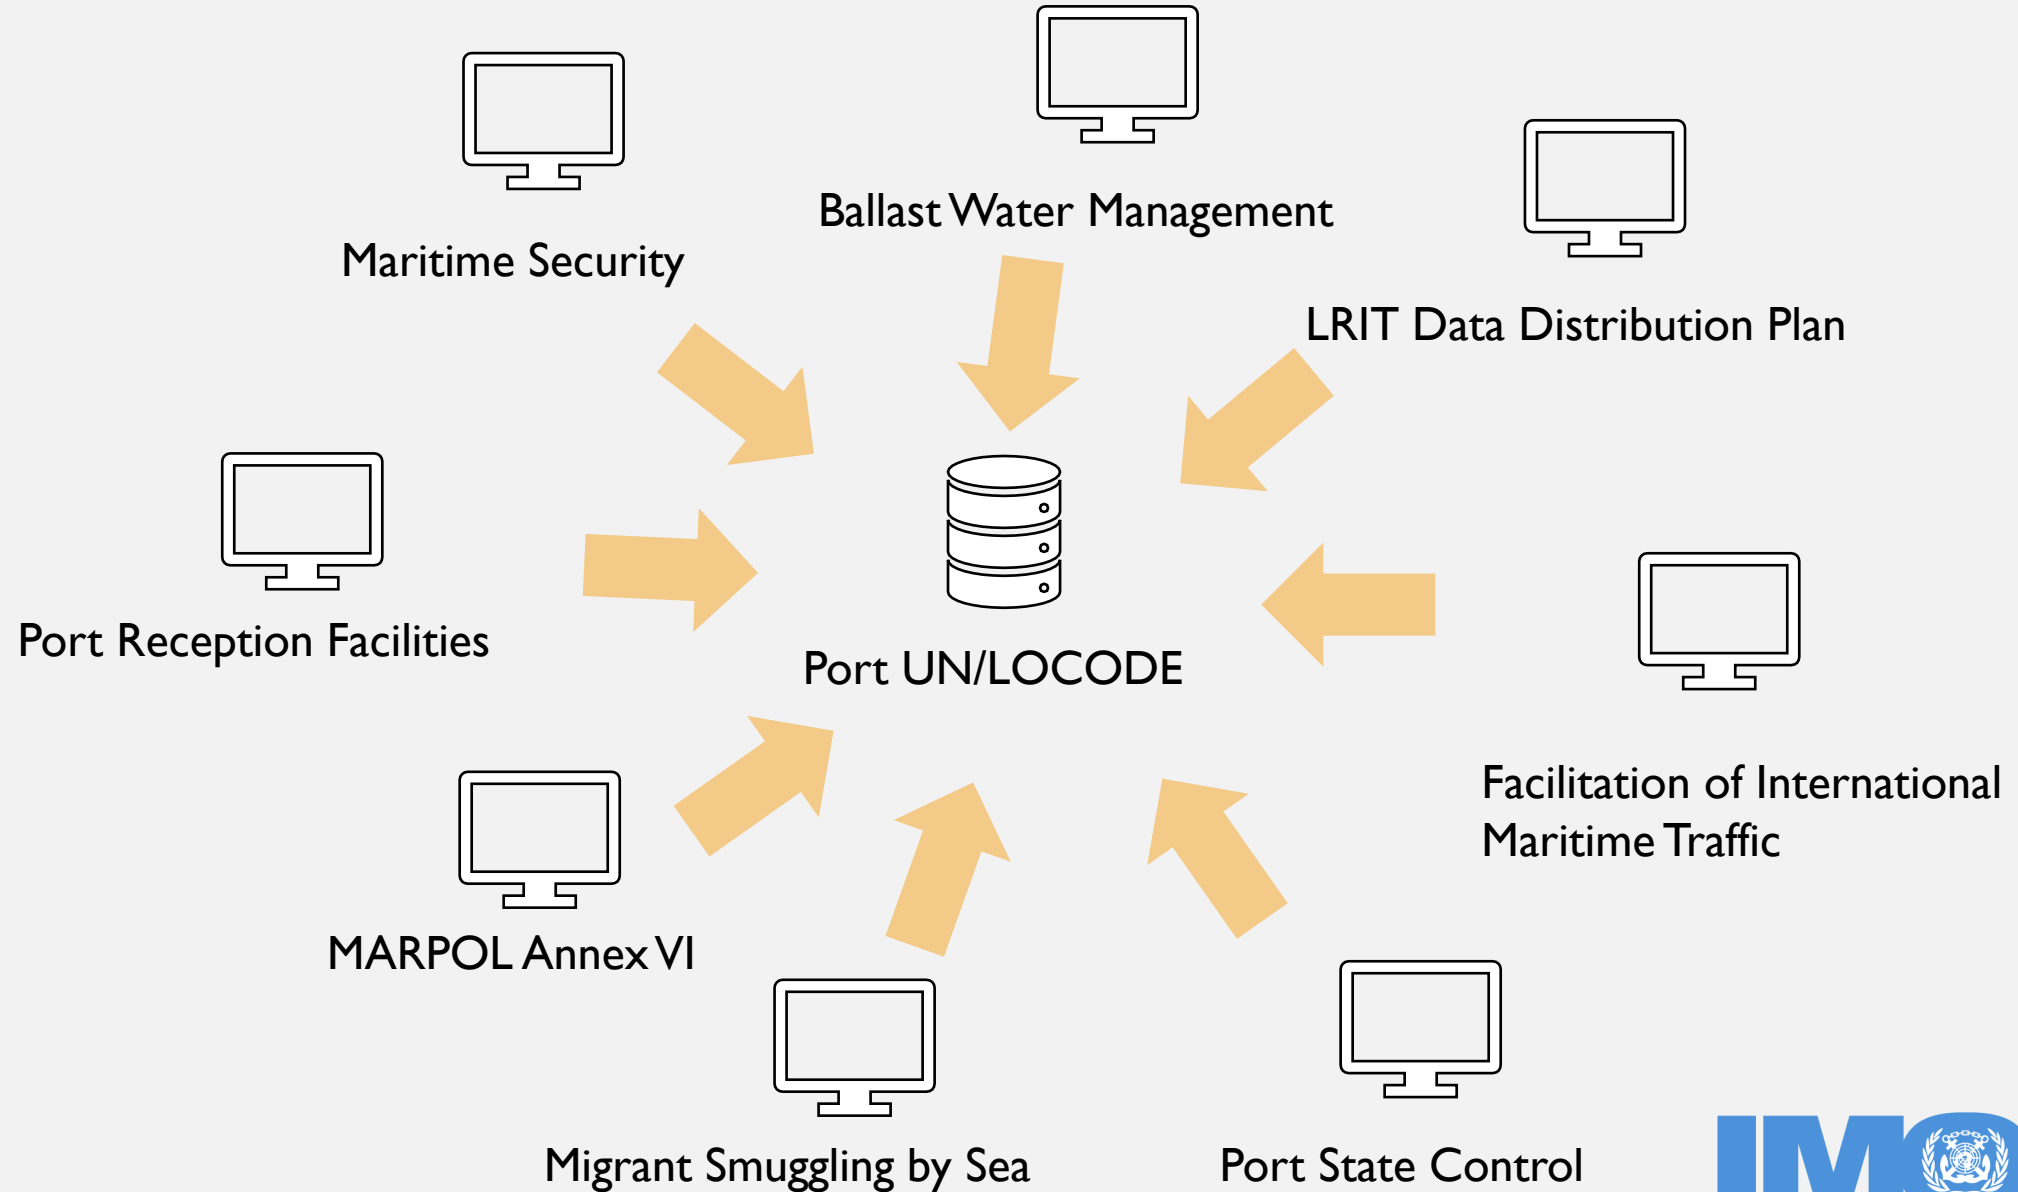 Ballast Water Management
Maritime Security
LRIT Data Distribution Plan
Port Reception Facilities
Port UN/LOCODE
Facilitation of International
Maritime Traffic
MARPOL Annex VI
Migrant Smuggling by Sea
Port State Control
IMO